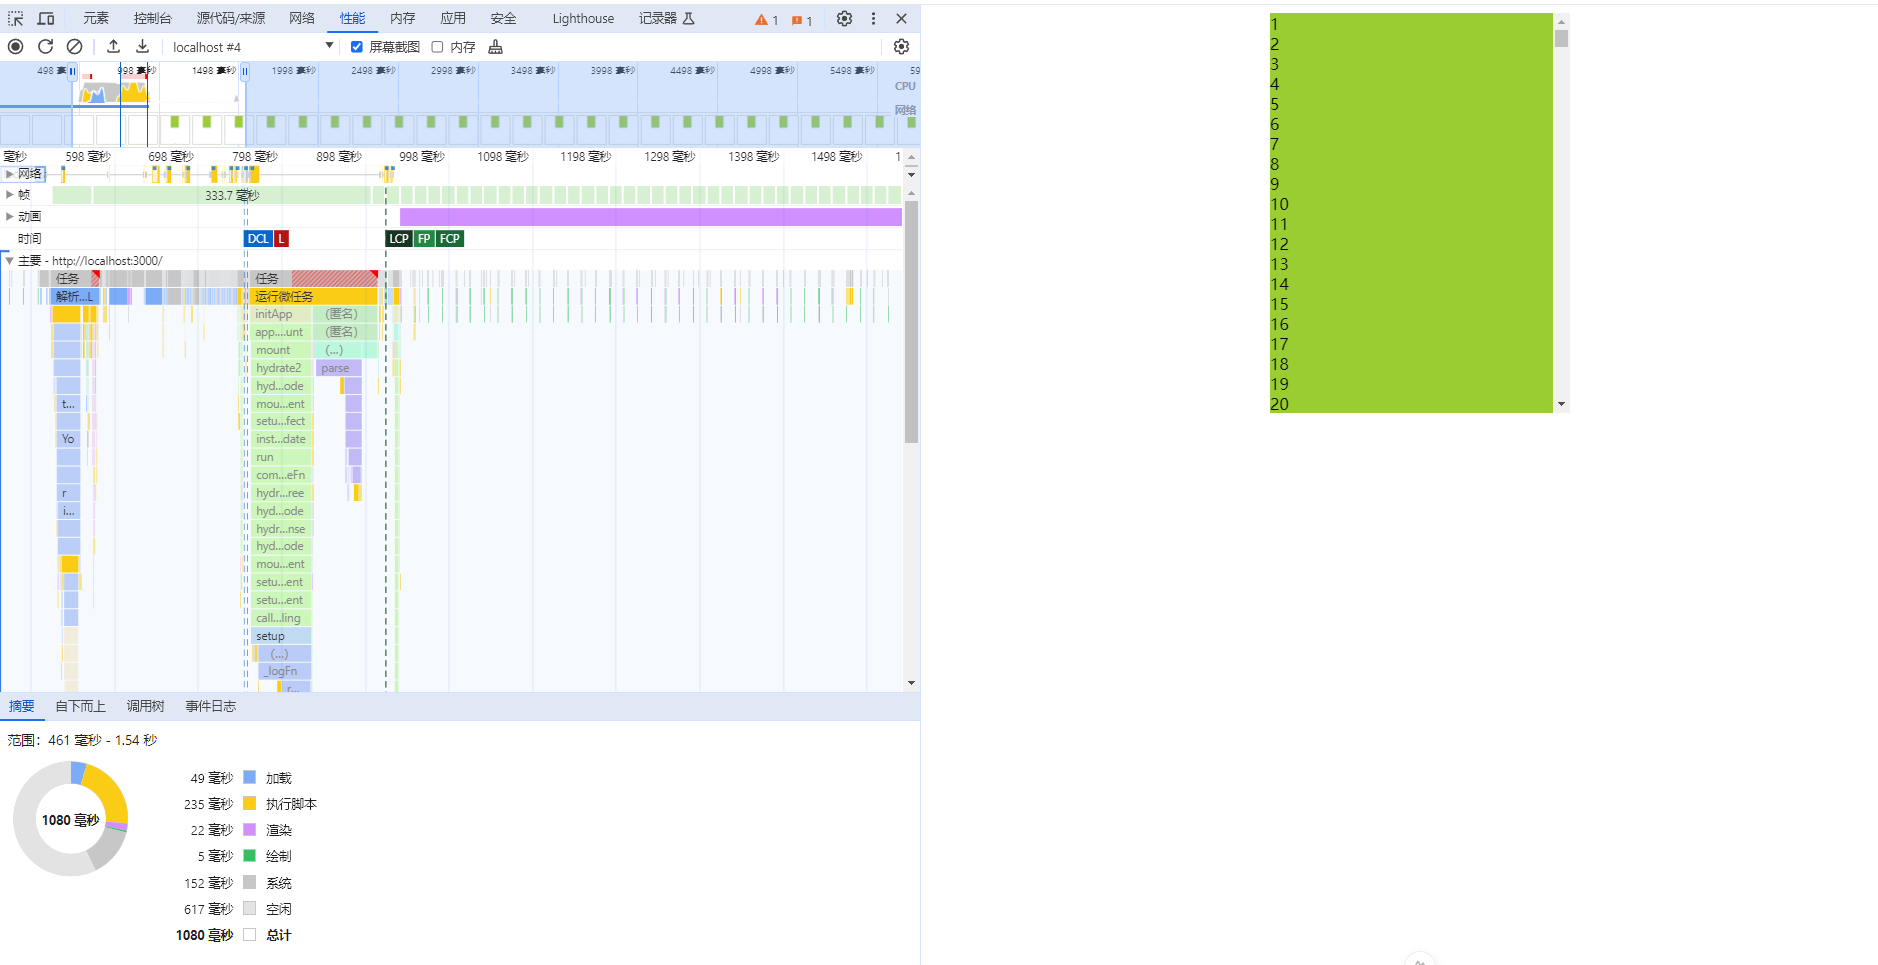 元素 控制台 源代码/来源 网络 性能 内存 应用 安全 Lighthouse 记录器 1 1
localhost #4 屏幕截图 内存
498 毫 998 毫秒 1498 毫秒 1998 毫秒 2498 毫秒 2998 毫秒 3498 毫秒 3998 毫秒 4498 毫秒 4998 毫秒 5498 毫秒 59
CPU
网络
毫秒 598 毫秒 698 毫秒 798 毫秒 898 毫秒 998 毫秒 1098 毫秒 1198 毫秒 1298 毫秒 1398 毫秒 1498 毫秒 1
网络
帧 333.7 毫秒
动画
时间 DCL L LCP FP FCP
主要 - http://localhost:3000/
任务 任务
解析...L 运行微任务
initApp (匿名)
app....unt (匿名)
mount (...)
hydrate2 parse
hyd...ode
t... mou...ent
setu...fect
Yo inst...date
run
com...eFn
r hydr...ree
i... hyd...ode
hydr...nse
hyd...ode
mou...ent
setu...ent
setu...ent
call...ling
setup
(...)
_logFn
r...
摘要 自下而上 调用树 事件日志
范围：461 毫秒 - 1.54 秒
1080 毫秒
49 毫秒 加载
235 毫秒 执行脚本
22 毫秒 渲染
5 毫秒 绘制
152 毫秒 系统
617 毫秒 空闲
1080 毫秒 总计
1
2
3
4
5
6
7
8
9
10
11
12
13
14
15
16
17
18
19
20